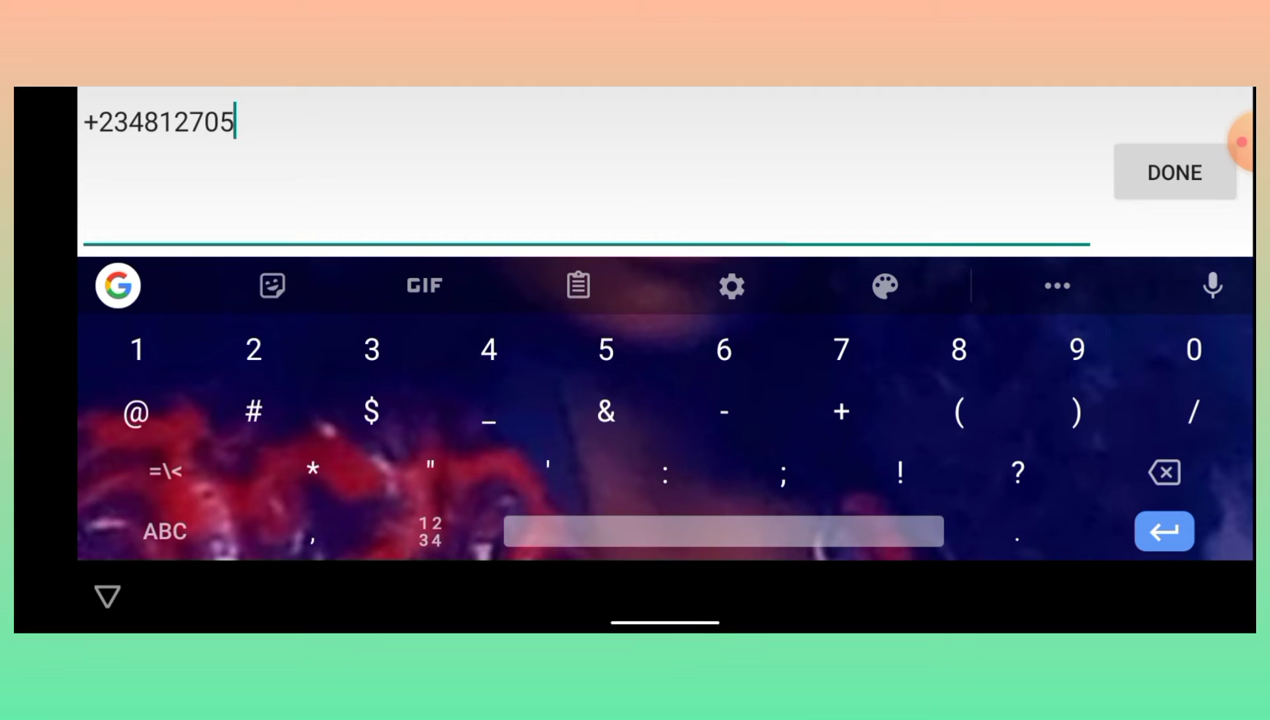 +234812705
DONE
G GIF
1 2 3 4 5 6 7 8 9 0
@ # $ _ & - + ( ) /
=\< * " ' : ; ! ?
ABC , 12 34 .